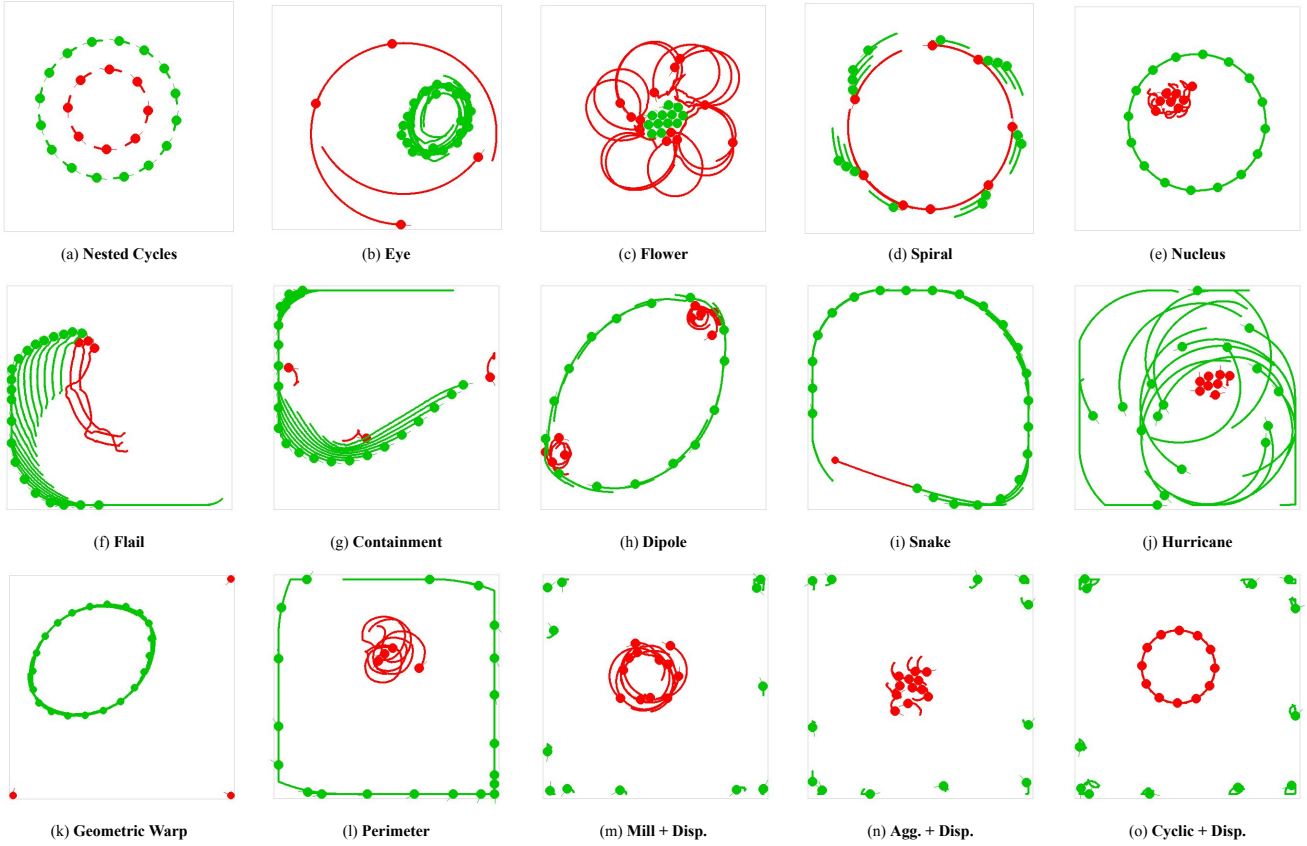 (a) Nested Cycles
(b) Eye
(c) Flower
(d) Spiral
(e) Nucleus
(f) Flail
(g) Containment
(h) Dipole
(i) Snake
(j) Hurricane
(k) Geometric Warp
(l) Perimeter
(m) Mill + Disp.
(n) Agg. + Disp.
(o) Cyclic + Disp.